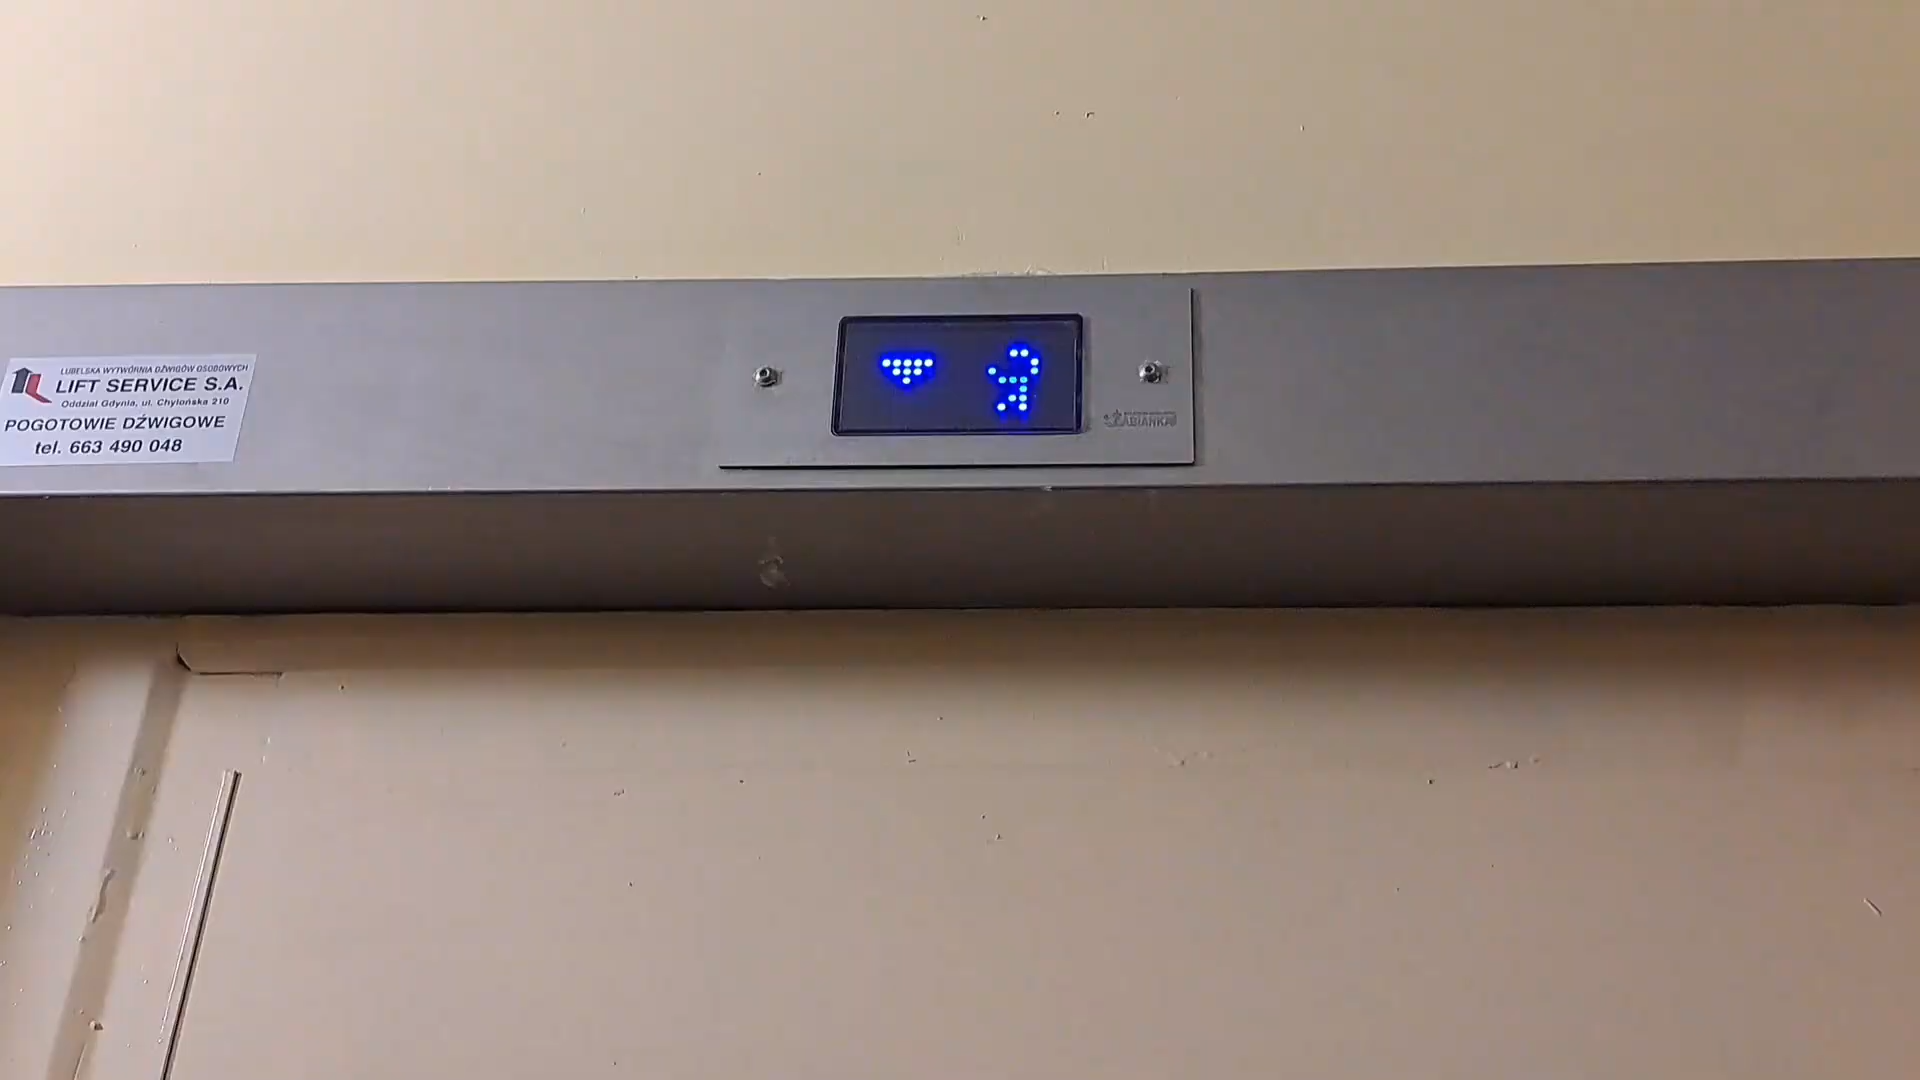 LUBELSKA WYTWÓRNIA DŹWIGÓW OSOBOWYCH
LIFT SERVICE S.A.
Oddział Gdynia, ul. Chylońska 210
POGOTOWIE DŹWIGOWE
tel. 663 490 048